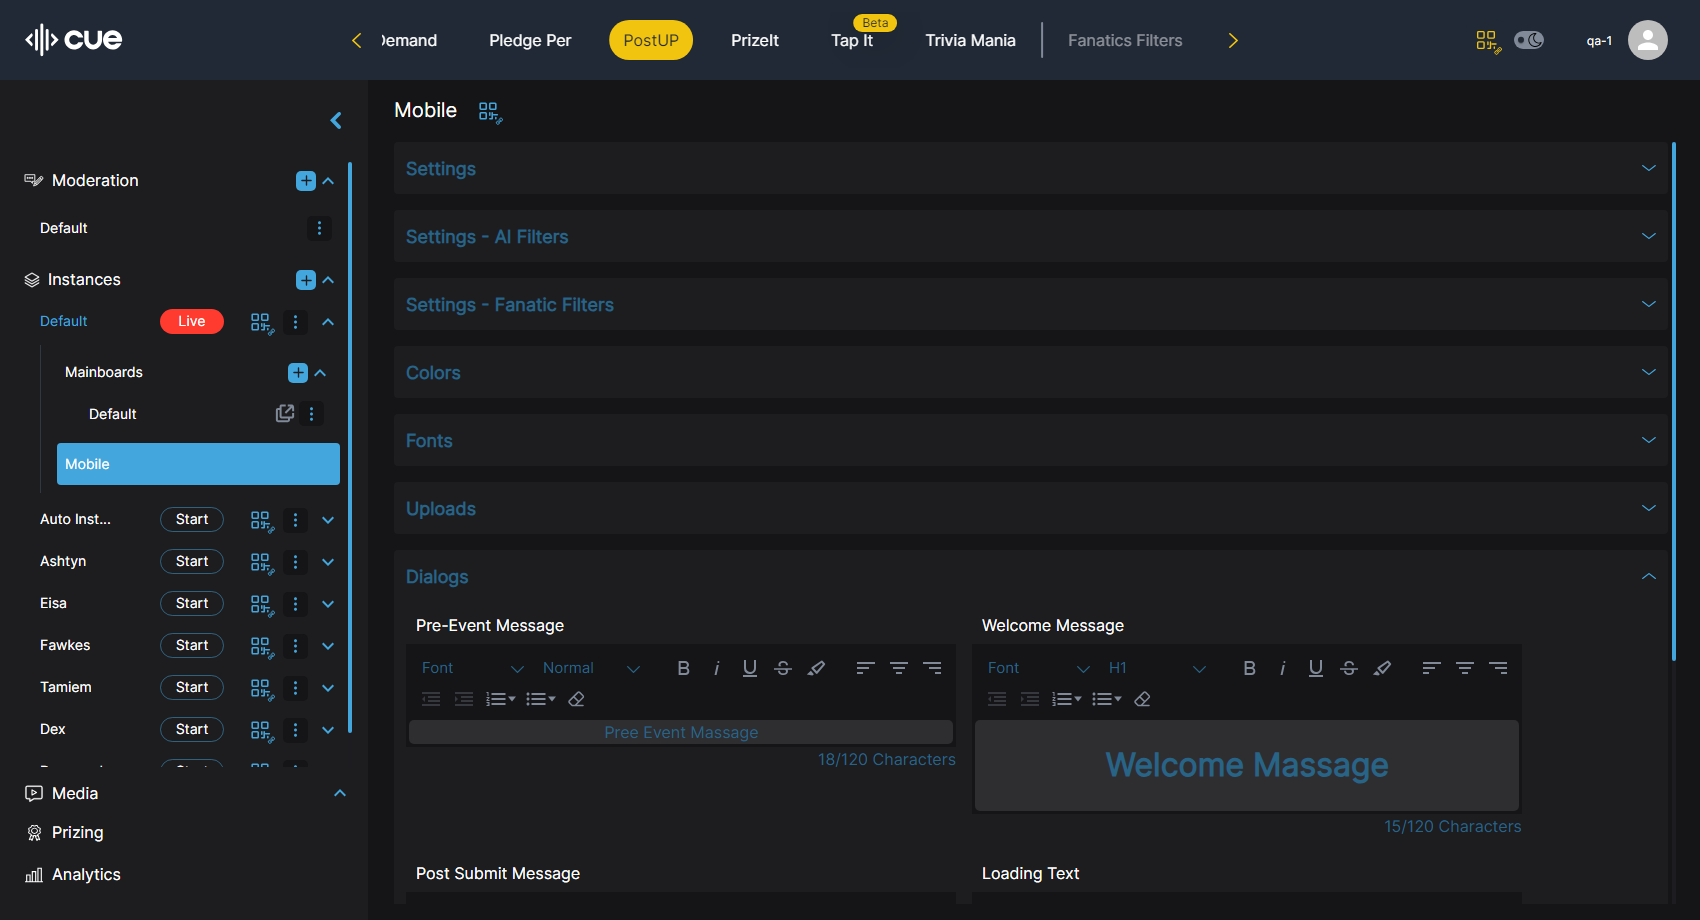 cue
Demand
Pledge Per
PostUP
PrizeIt
Beta
Tap It
Trivia Mania
Fanatics Filters
qa-1
Moderation
Default
Instances
Default
Live
Mainboards
Default
Mobile
Auto Inst...
Start
Ashtyn
Start
Eisa
Start
Fawkes
Start
Tamiem
Start
Dex
Start
Media
Prizing
Analytics
Mobile
Settings
Settings - AI Filters
Settings - Fanatic Filters
Colors
Fonts
Uploads
Dialogs
Pre-Event Message
Font
Normal
Pree Event Massage
18/120 Characters
Welcome Message
Font
H1
Welcome Massage
15/120 Characters
Post Submit Message
Loading Text